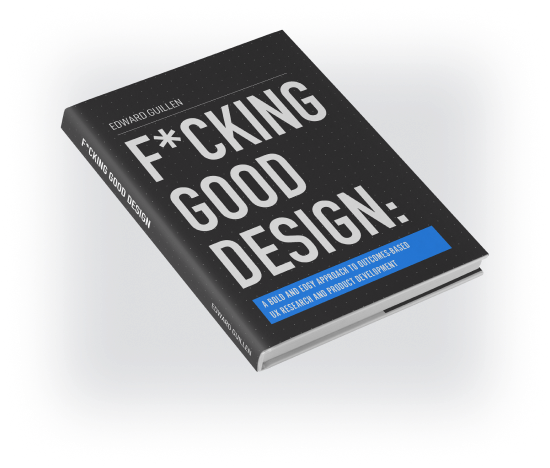 EDWARD GUILLEN
F*CKING
GOOD
DESIGN:
A BOLD AND EDGY APPROACH TO OUTCOMES-BASED
UX RESEARCH AND PRODUCT DEVELOPMENT
F*CKING GOOD DESIGN
EDWARD GUILLEN